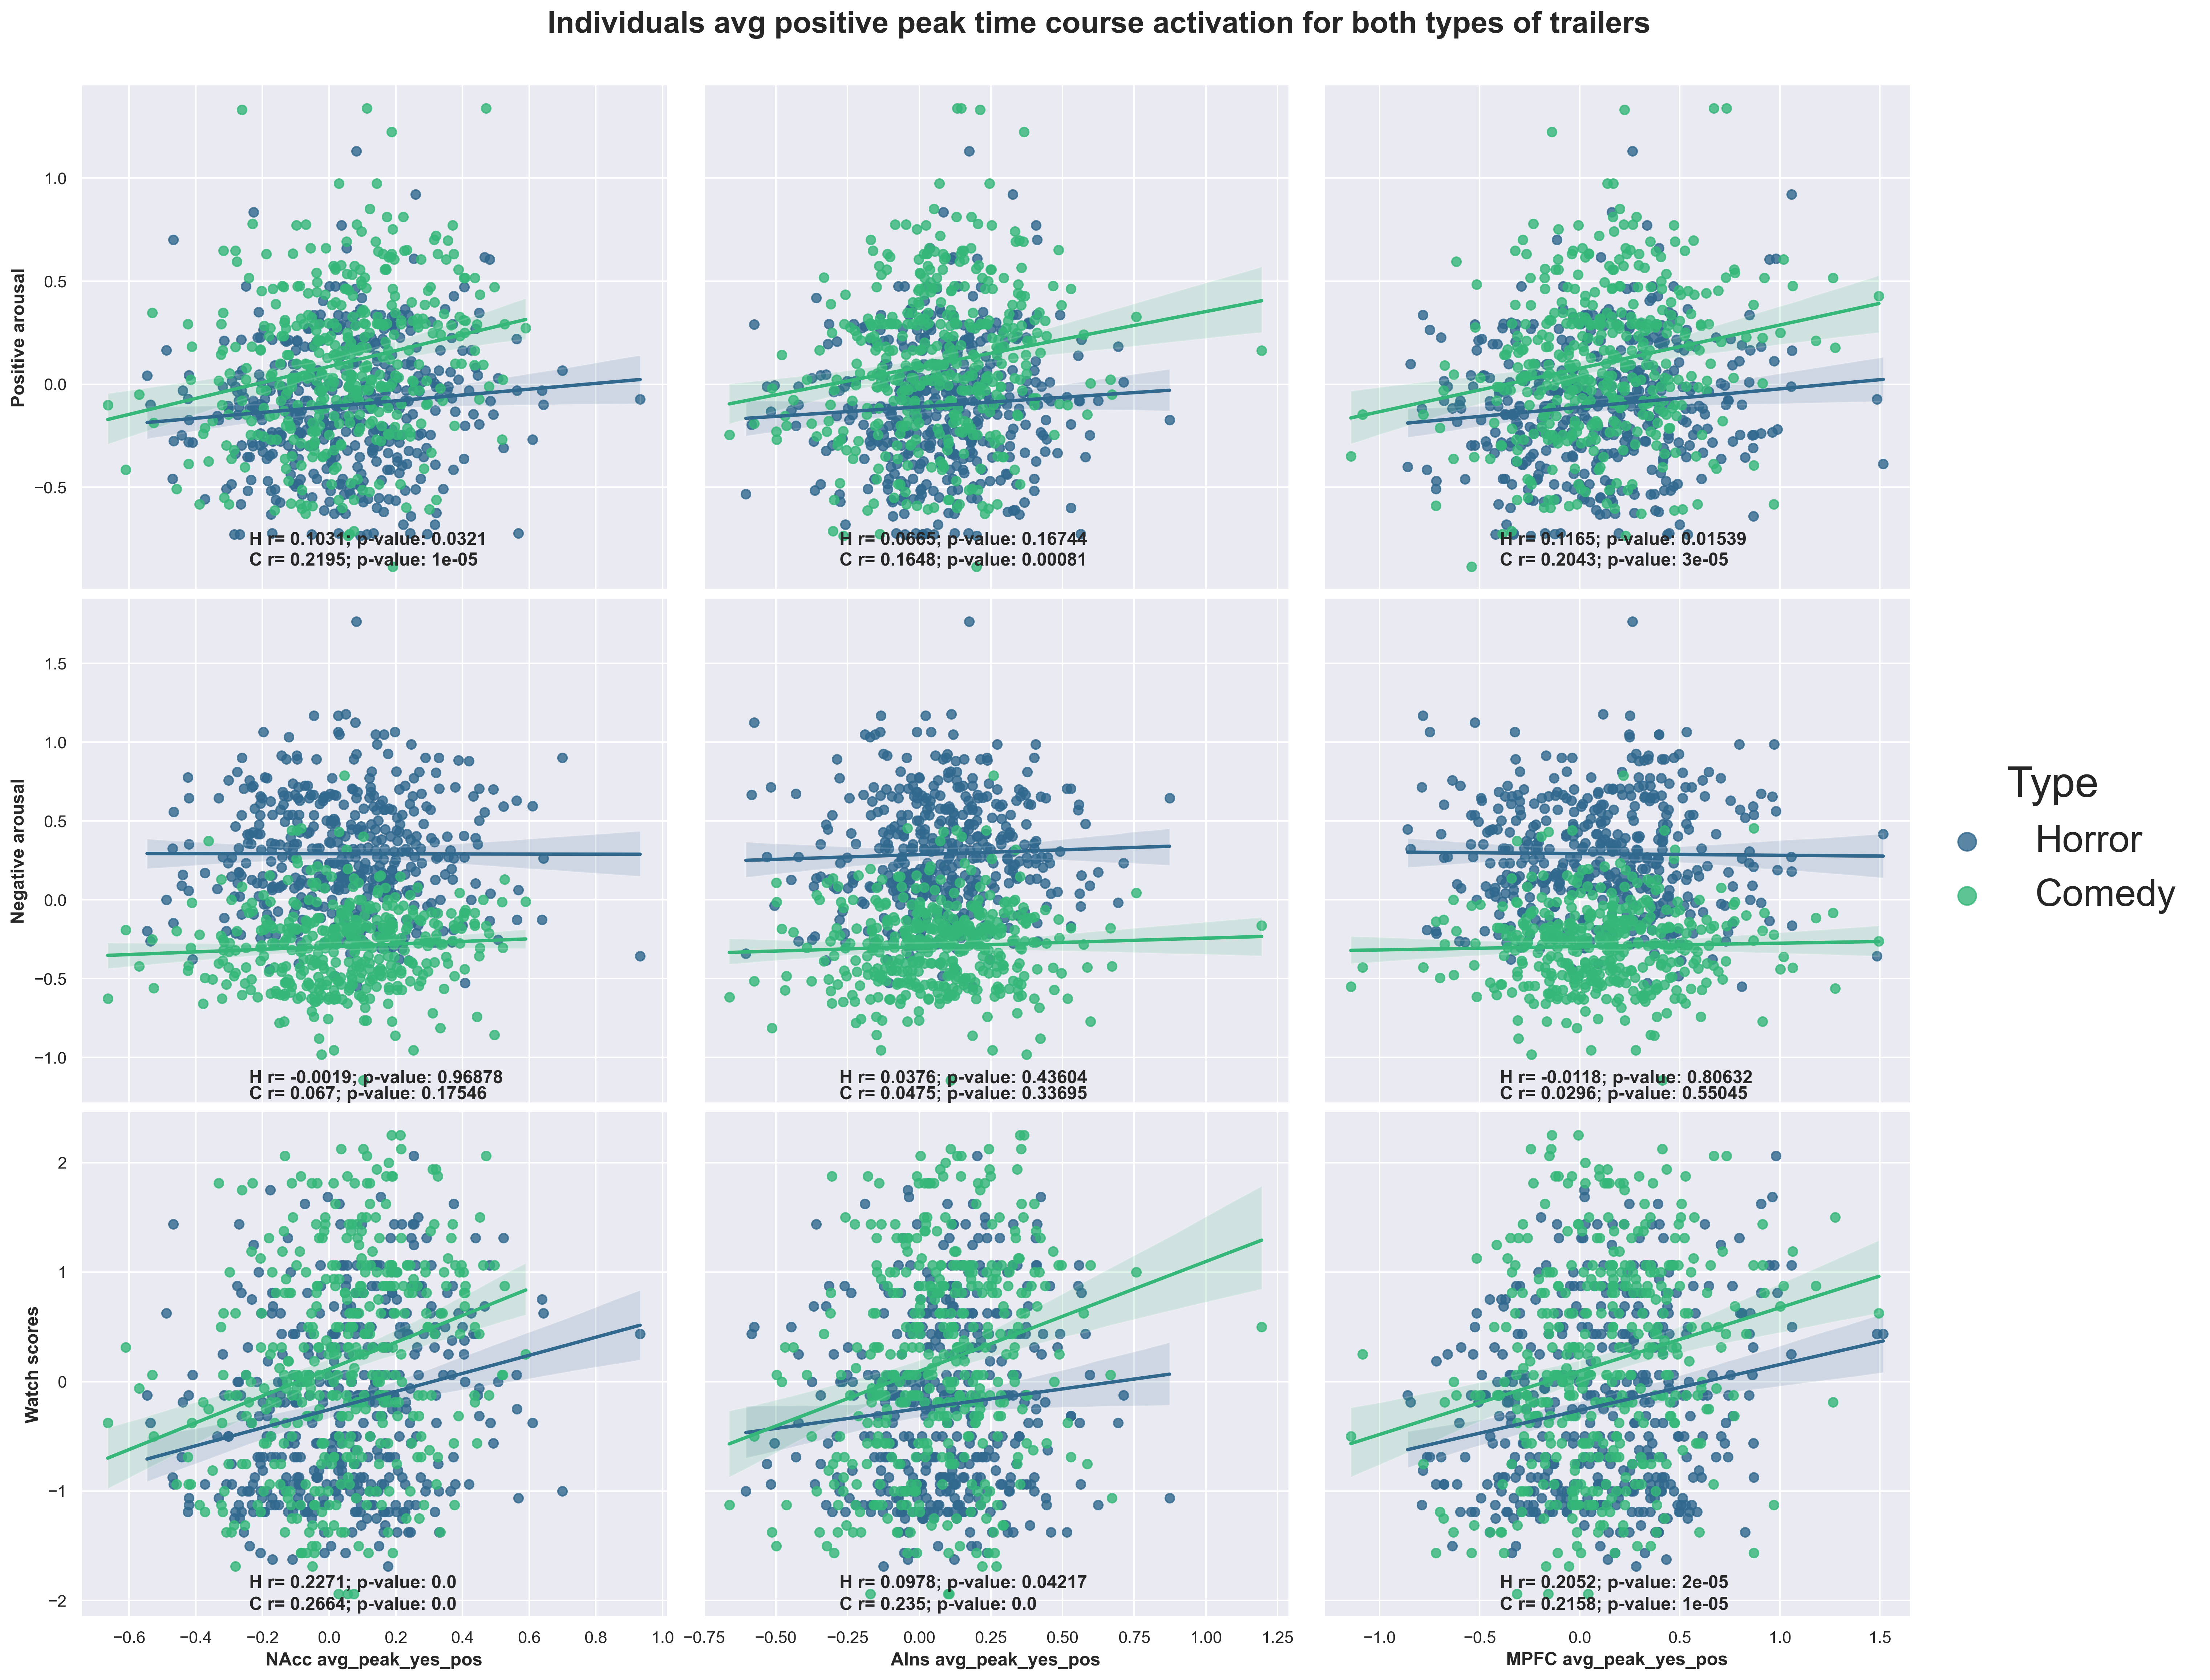 Individuals avg positive peak time course activation for both types of trailers
Positive arousal
1.0
0.5
0.0
−0.5
H r= 0.1031; p-value: 0.0321
C r= 0.2195; p-value: 1e-05
H r= 0.0665; p-value: 0.16744
C r= 0.1648; p-value: 0.00081
H r= 0.1165; p-value: 0.01539
C r= 0.2043; p-value: 3e-05
Negative arousal
1.5
1.0
0.5
0.0
−0.5
−1.0
H r= -0.0019; p-value: 0.96878
C r= 0.067; p-value: 0.17546
H r= 0.0376; p-value: 0.43604
C r= 0.0475; p-value: 0.33695
H r= -0.0118; p-value: 0.80632
C r= 0.0296; p-value: 0.55045
Type
Horror
Comedy
Watch scores
2
1
0
−1
−2
H r= 0.2271; p-value: 0.0
C r= 0.2664; p-value: 0.0
H r= 0.0978; p-value: 0.04217
C r= 0.235; p-value: 0.0
H r= 0.2052; p-value: 2e-05
C r= 0.2158; p-value: 1e-05
−0.6 −0.4 −0.2 0.0 0.2 0.4 0.6 0.8 1.0
NAcc avg_peak_yes_pos
−0.75 −0.50 −0.25 0.00 0.25 0.50 0.75 1.00 1.25
AIns avg_peak_yes_pos
−1.0 −0.5 0.0 0.5 1.0 1.5
MPFC avg_peak_yes_pos